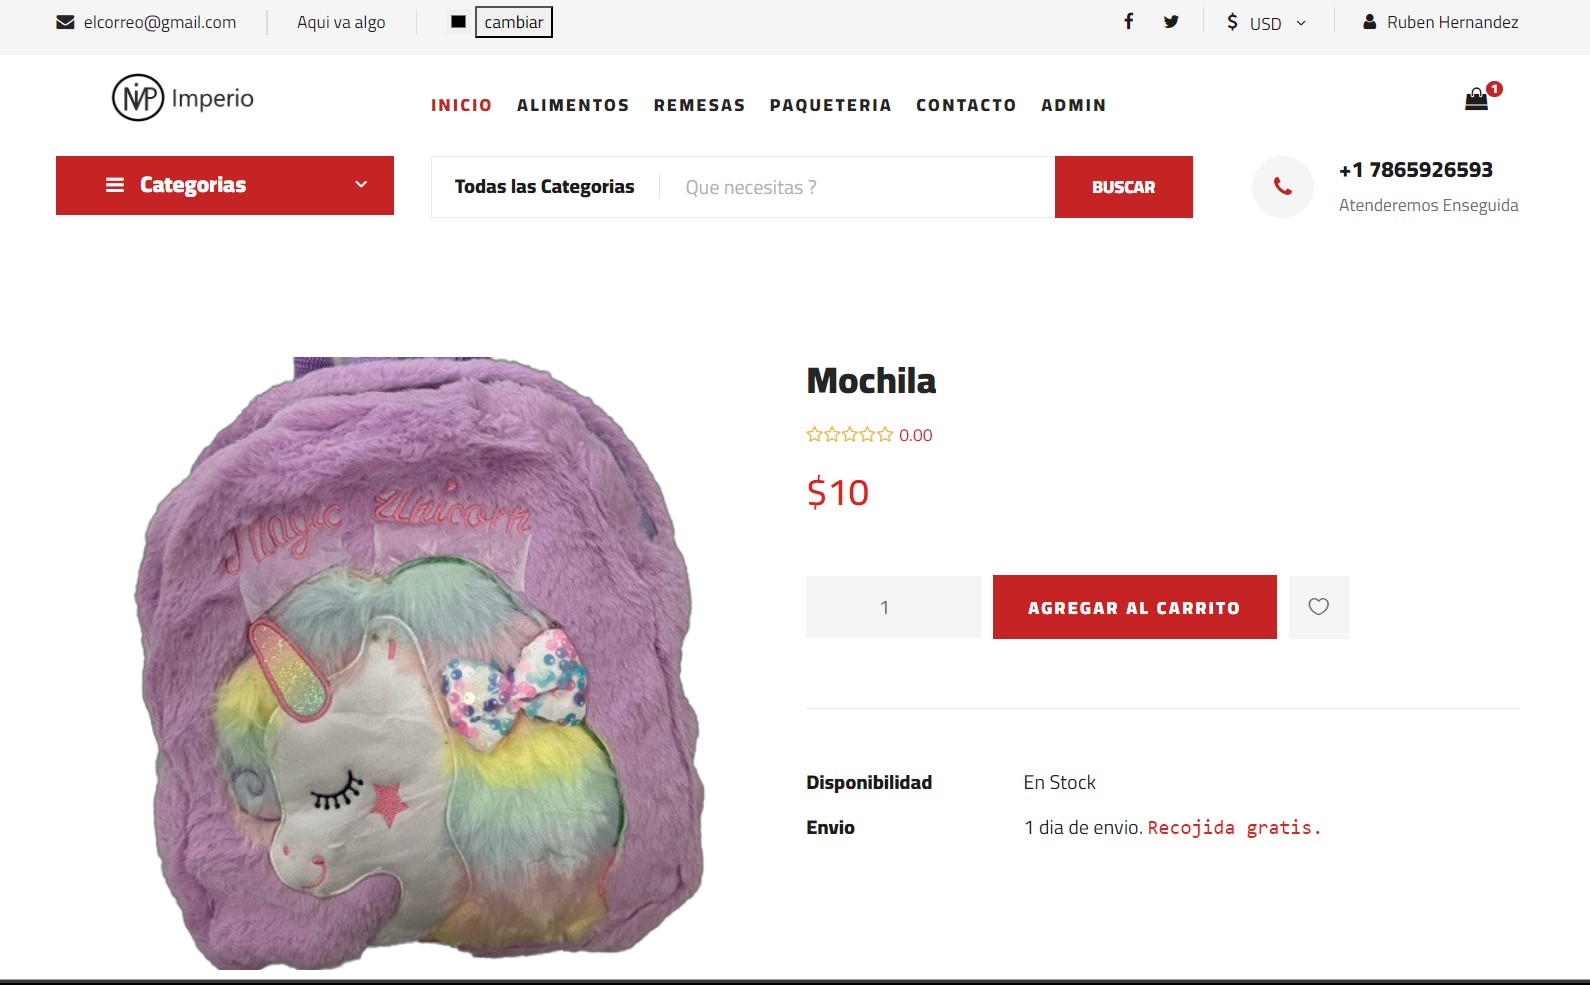 elcorreo@gmail.com
Aqui va algo
cambiar
$ USD
Ruben Hernandez
MP Imperio
INICIO ALIMENTOS REMESAS PAQUETERIA CONTACTO ADMIN
1
Categorias
Todas las Categorias
Que necesitas ?
BUSCAR
+1 7865926593
Atenderemos Enseguida
Magic Unicorn
Mochila
0.00
$10
1
AGREGAR AL CARRITO
Disponibilidad En Stock
Envio 1 dia de envio. Recojida gratis.